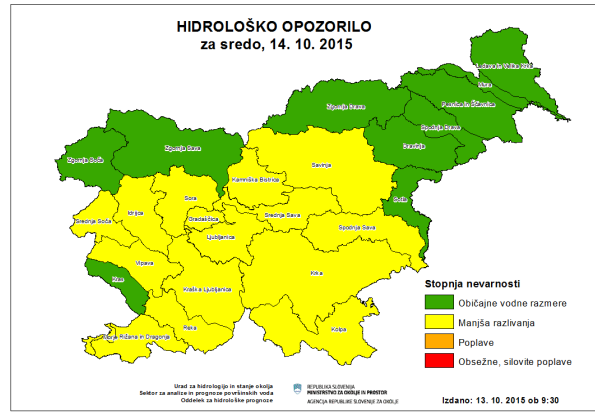 HIDROLOŠKO OPOZORILO
za sredo, 14. 10. 2015
Ledava in Velika Krka
Mura
Pesnica in Ščavnica
Zgornja Drava
Spodnja Drava
Dravinja
Zgornja Sava
Zgornja Soča
Savinja
Kamniška Bistrica
Sotla
Sora
Idrijca
Gradaščica
Srednja Sava
Srednja Soča
Spodnja Sava
Ljubljanica
Vipava
Krka
Kras
Kraška Ljubljanica
Reka
Kolpa
Rižana in Dragonja
Stopnja nevarnosti
Običajne vodne razmere
Manjša razlivanja
Poplave
Obsežne, silovite poplave
Urad za hidrologijo in stanje okolja
Sektor za analize in prognoze površinskih voda
Oddelek za hidrološke prognoze
REPUBLIKA SLOVENIJA
MINISTRSTVO ZA OKOLJE IN PROSTOR
AGENCIJA REPUBLIKE SLOVENIJE ZA OKOLJE
Izdano: 13. 10. 2015 ob 9:30